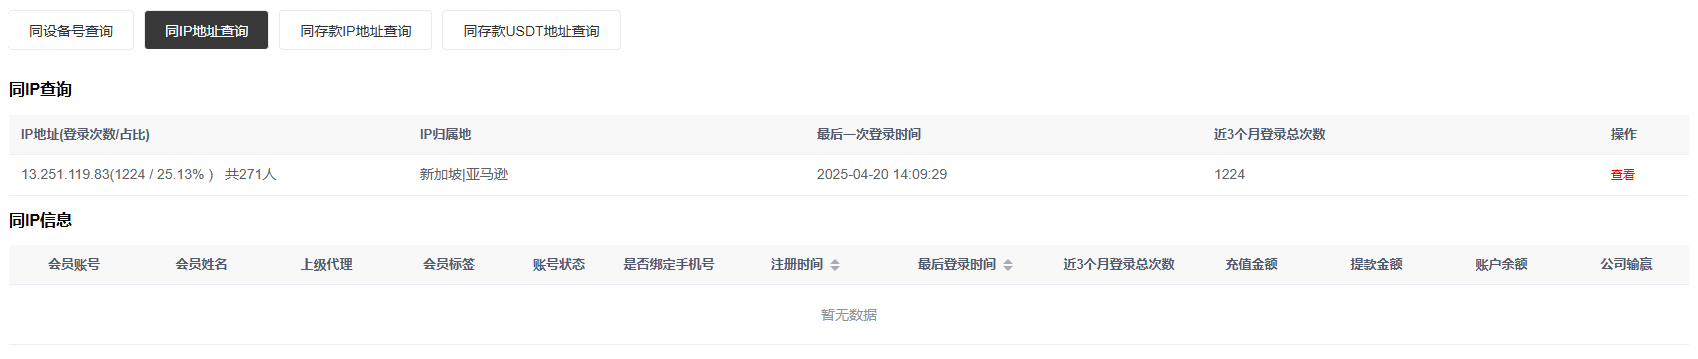 同设备号查询 同IP地址查询 同存款IP地址查询 同存款USDT地址查询
同IP查询
IP地址(登录次数/占比) IP归属地 最后一次登录时间 近3个月登录总次数 操作
13.251.119.83(1224 / 25.13% ) 共271人 新加坡|亚马逊 2025-04-20 14:09:29 1224 查看
同IP信息
会员账号 会员姓名 上级代理 会员标签 账号状态 是否绑定手机号 注册时间 最后登录时间 近3个月登录总次数 充值金额 提款金额 账户余额 公司输赢
暂无数据